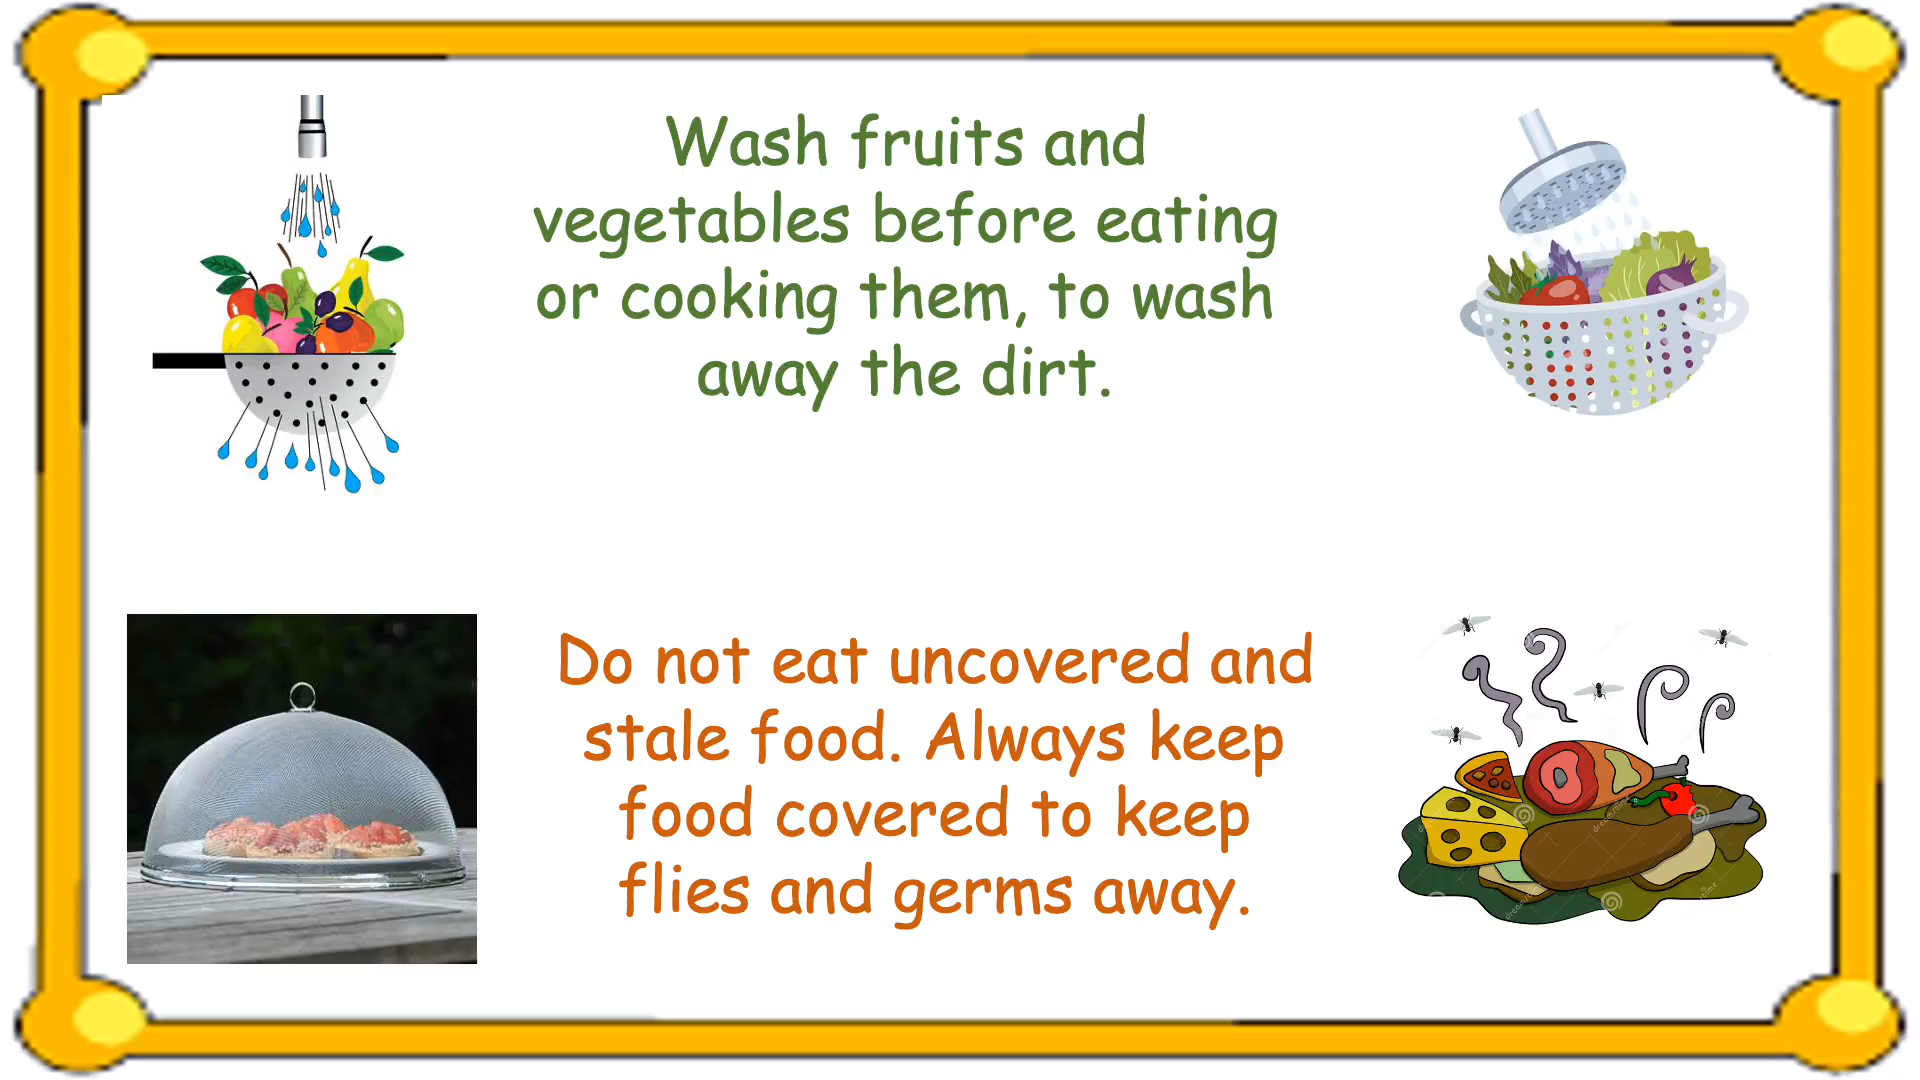 Wash fruits and
vegetables before eating
or cooking them, to wash
away the dirt.
Do not eat uncovered and
stale food. Always keep
food covered to keep
flies and germs away.